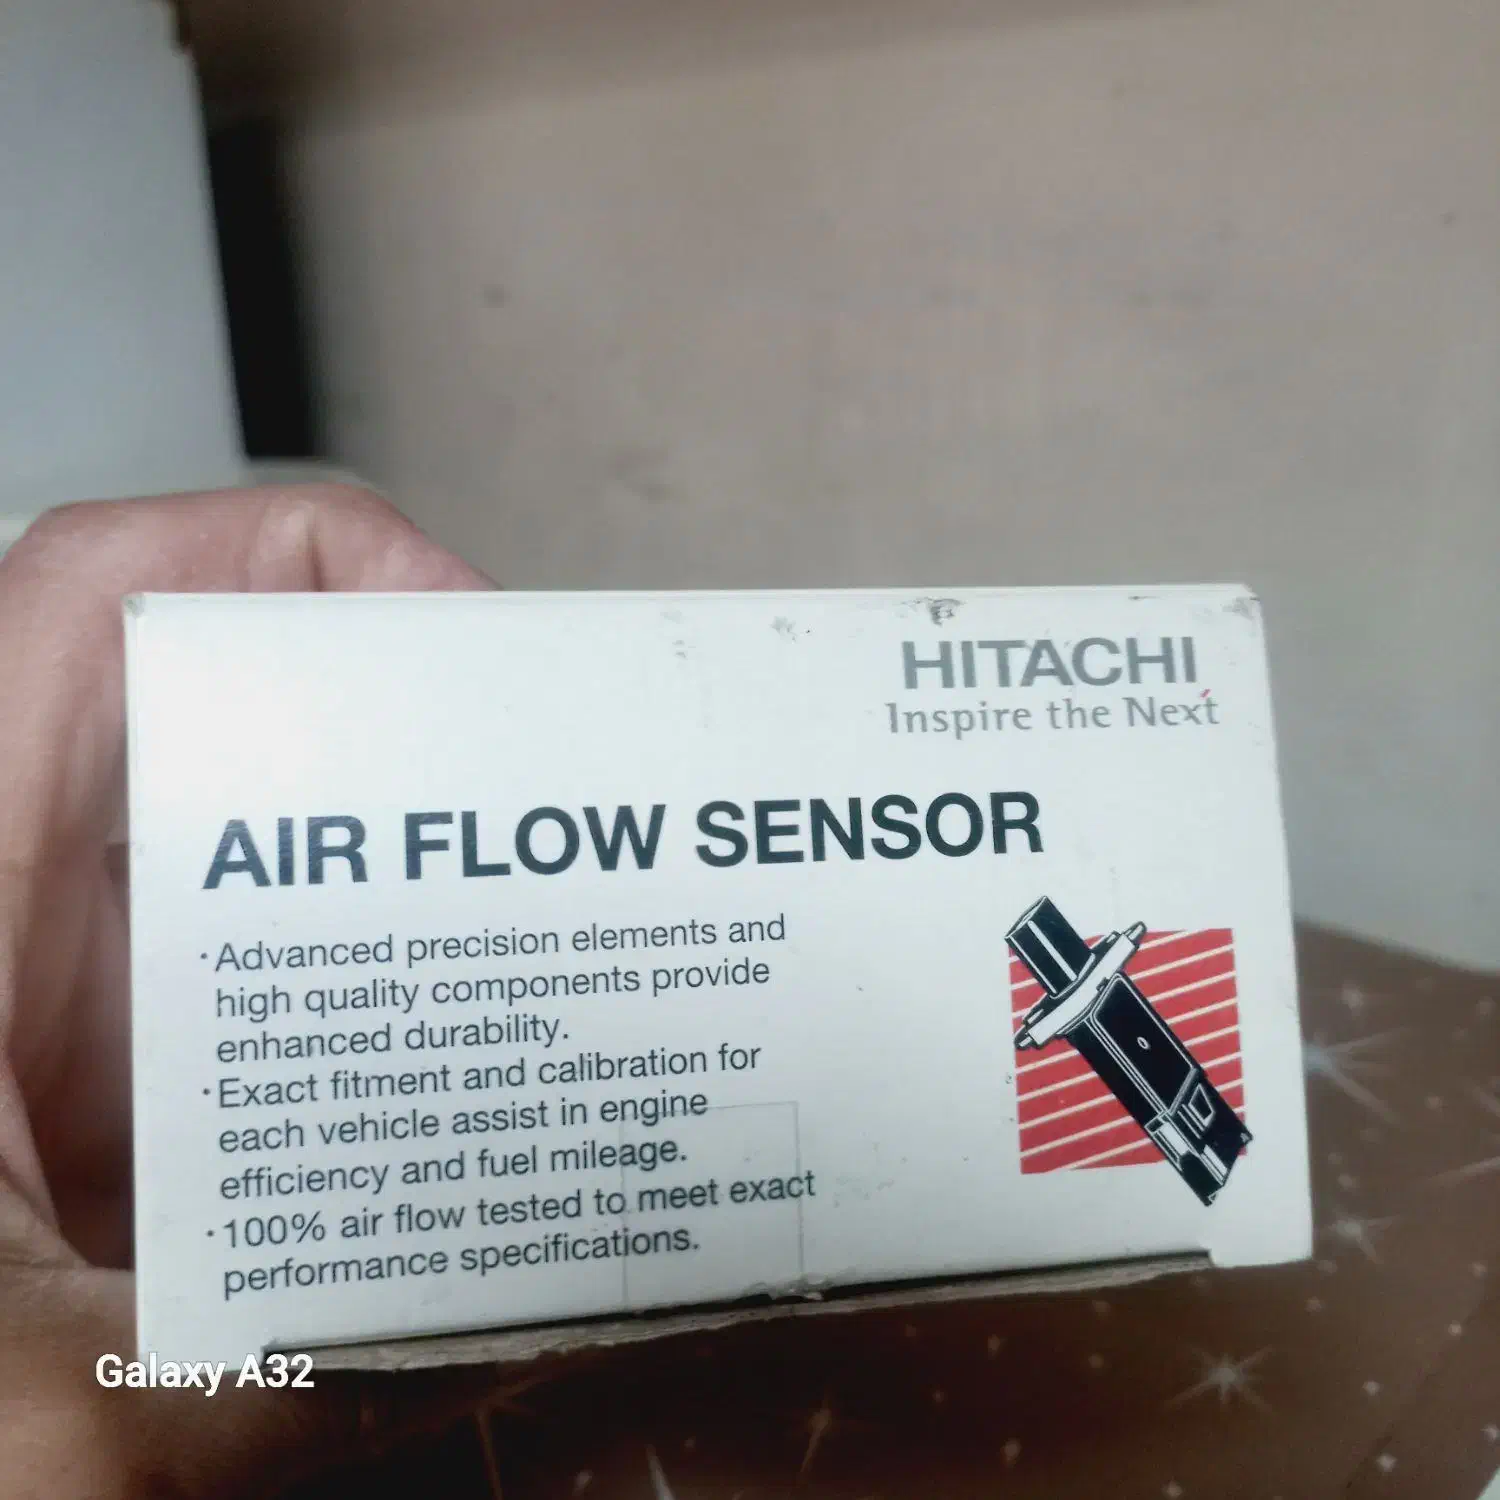 HITACHI
Inspire the Next
AIR FLOW SENSOR
·Advanced precision elements and
high quality components provide
enhanced durability.
·Exact fitment and calibration for
each vehicle assist in engine
efficiency and fuel mileage.
·100% air flow tested to meet exact
performance specifications.
Galaxy A32